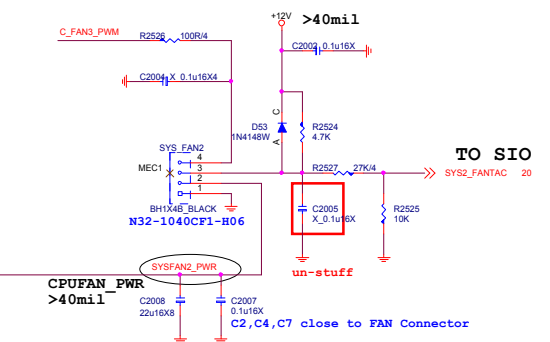 +12V
>40mil
C_FAN3_PWM
R2526
100R/4
C2002
0.1u16X
C2004
X_0.1u16X4
D53
1N4148W
C
A
R2524
4.7K
SYS_FAN2
MEC1
4
3
2
1
BH1X4B_BLACK
N32-1040CF1-H06
R2527
27K/4
TO SIO
SYS2_FANTAC
20
C2005
X_0.1u16X
R2525
10K
un-stuff
SYSFAN2_PWR
CPUFAN_PWR
>40mil
C2008
22u16X8
C2007
0.1u16X
C2,C4,C7 close to FAN Connector